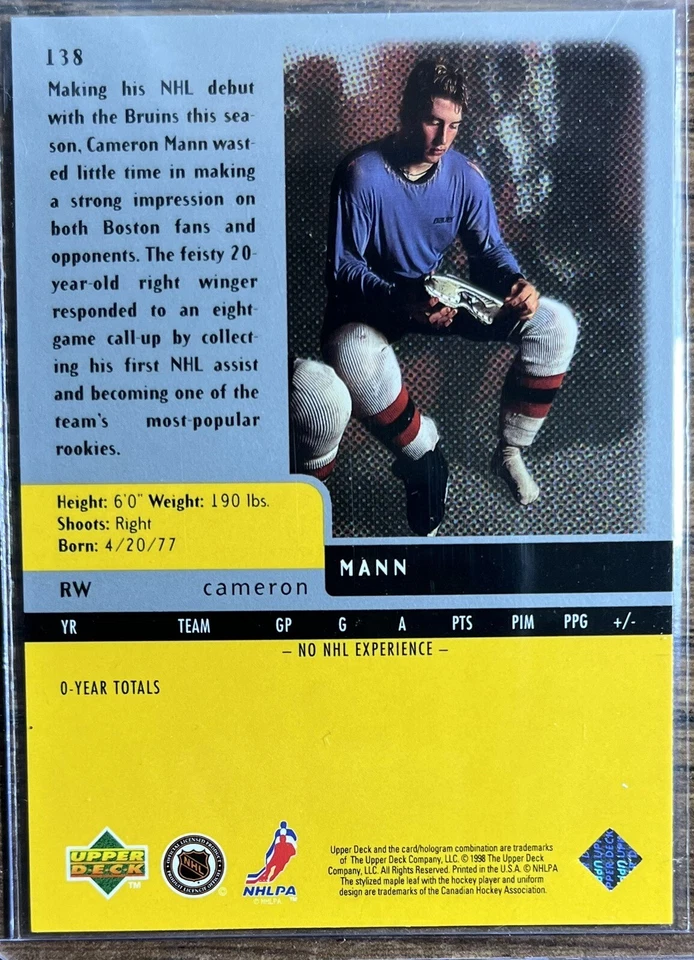 138
Making his NHL debut
with the Bruins this sea-
son, Cameron Mann wast-
ed little time in making
a strong impression on
both Boston fans and
opponents. The feisty 20-
year-old right winger
responded to an eight-
game call-up by collect-
ing his first NHL assist
and becoming one of the
team's most-popular
rookies.
BAUER
Height: 6'0" Weight: 190 lbs.
Shoots: Right
Born: 4/20/77
RW cameron MANN
YR TEAM GP G A PTS PIM PPG +/-
– NO NHL EXPERIENCE –
0-YEAR TOTALS
UPPER
DECK
TM
NHL
©
NHLPA
TM
© NHLPA
Upper Deck and the card/hologram combination are trademarks
of The Upper Deck Company, LLC. © 1998 The Upper Deck
Company, LLC. All Rights Reserved. Printed in the U.S.A. © NHLPA
The stylized maple leaf with the hockey player and uniform
design are trademarks of the Canadian Hockey Association.
UPPER DECK